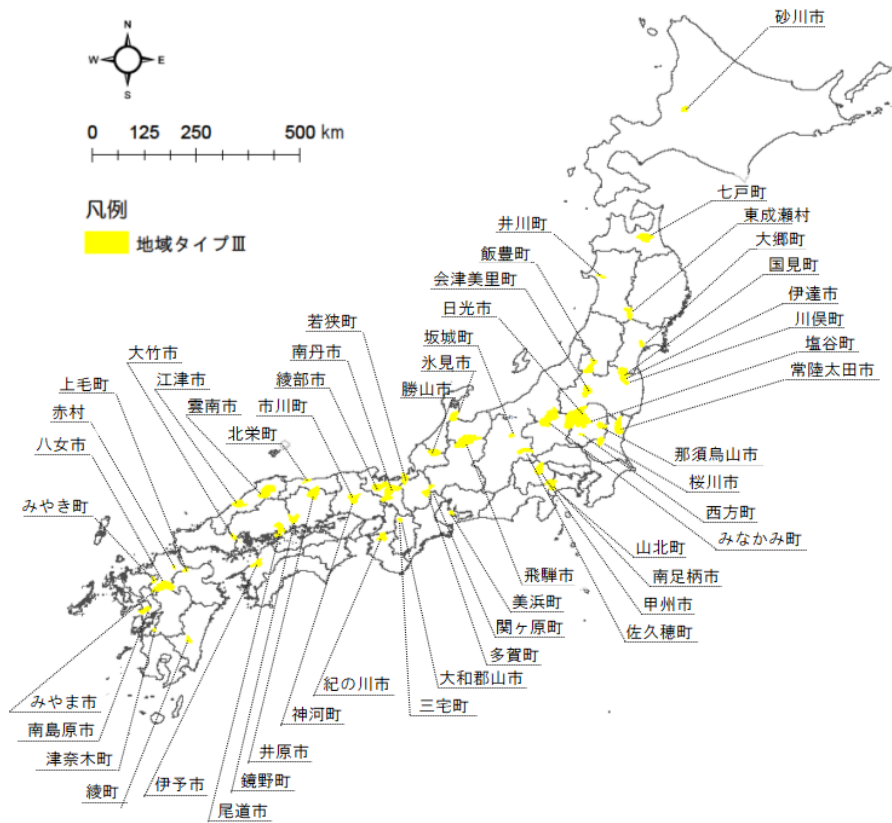 砂川市
N
W
E
S
0 125 250 500 km
七戸町
凡例
東成瀬村
井川町
地域タイプⅢ
大郷町
飯豊町
国見町
会津美里町
伊達市
日光市
若狭町
川俣町
坂城町
大竹市
南丹市
塩谷町
氷見市
江津市
綾部市
常陸太田市
上毛町
勝山市
雲南市
市川町
赤村
北栄町
那須烏山市
八女市
桜川市
みやき町
西方町
みなかみ町
山北町
飛騨市
南足柄市
美浜町
甲州市
関ヶ原町
佐久穂町
多賀町
紀の川市
大和郡山市
みやま市
三宅町
神河町
南島原市
井原市
津奈木町
鏡野町
伊予市
綾町
尾道市